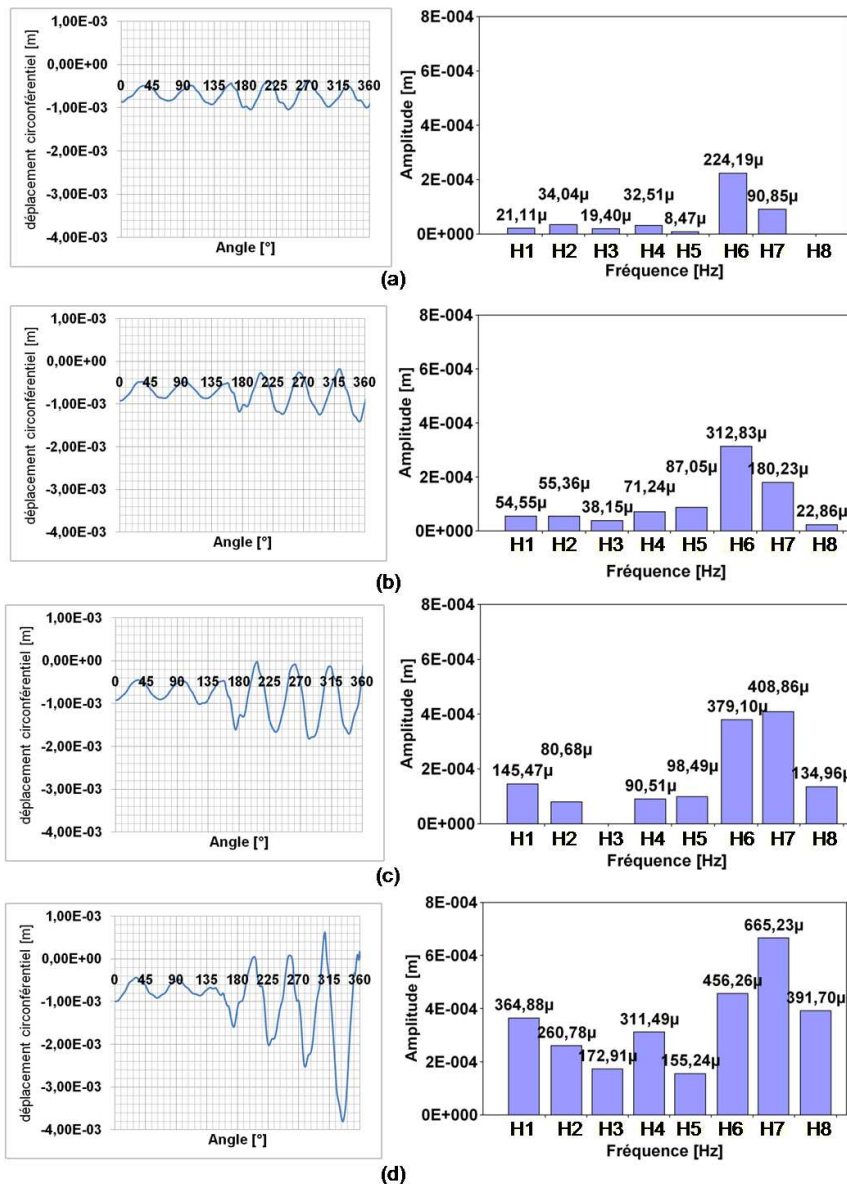 1,00E-03
0,00E+00
-1,00E-03
-2,00E-03
-3,00E-03
-4,00E-03
déplacement circonférentiel [m]
0 45 90 135 180 225 270 315 360
Angle [°]
8E-004
6E-004
4E-004
2E-004
0E+000
Amplitude [m]
21,11µ 34,04µ 19,40µ 32,51µ 8,47µ 224,19µ 90,85µ
H1 H2 H3 H4 H5 H6 H7 H8
Fréquence [Hz]
(a)
1,00E-03
0,00E+00
-1,00E-03
-2,00E-03
-3,00E-03
-4,00E-03
déplacement circonférentiel [m]
0 45 90 135 180 225 270 315 360
Angle [°]
8E-004
6E-004
4E-004
2E-004
0E+000
Amplitude [m]
54,55µ 55,36µ 38,15µ 71,24µ 87,05µ 312,83µ 180,23µ 22,86µ
H1 H2 H3 H4 H5 H6 H7 H8
Fréquence [Hz]
(b)
1,00E-03
0,00E+00
-1,00E-03
-2,00E-03
-3,00E-03
-4,00E-03
déplacement circonférentiel [m]
0 45 90 135 180 225 270 315 360
Angle [°]
8E-004
6E-004
4E-004
2E-004
0E+000
Amplitude [m]
145,47µ 80,68µ 90,51µ 98,49µ 379,10µ 408,86µ 134,96µ
H1 H2 H3 H4 H5 H6 H7 H8
Fréquence [Hz]
(c)
1,00E-03
0,00E+00
-1,00E-03
-2,00E-03
-3,00E-03
-4,00E-03
déplacement circonférentiel [m]
0 45 90 135 180 225 270 315 360
Angle [°]
8E-004
6E-004
4E-004
2E-004
0E+000
Amplitude [m]
364,88µ 260,78µ 172,91µ 311,49µ 155,24µ 456,26µ 665,23µ 391,70µ
H1 H2 H3 H4 H5 H6 H7 H8
Fréquence [Hz]
(d)